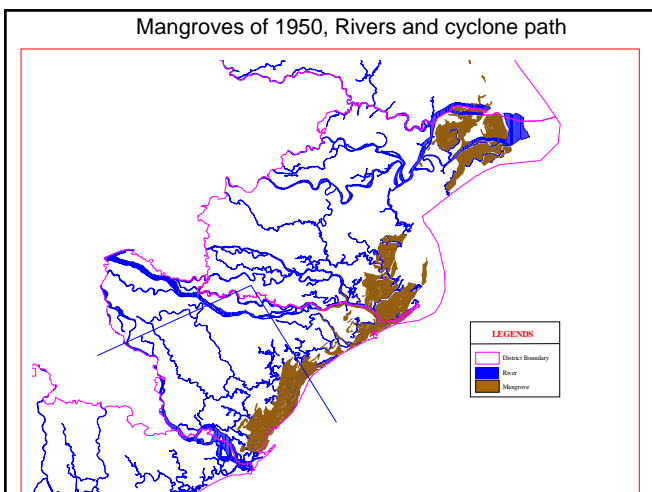 Mangroves of 1950, Rivers and cyclone path
LEGENDS
District Boundary
River
Mangrove